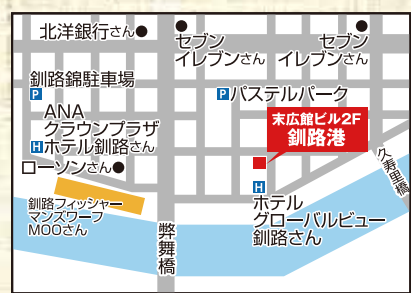 北洋銀行さん
セブン
イレブンさん
セブン
イレブンさん
釧路錦駐車場
P
Pパステルパーク
ANA
クラウンプラザ
Hホテル釧路さん
末広館ビル2F
釧路港
ローソンさん
久寿里橋
釧路フィッシャー
マンズワーフ
MOOさん
弊舞橋
H
ホテル
グローバルビュー
釧路さん